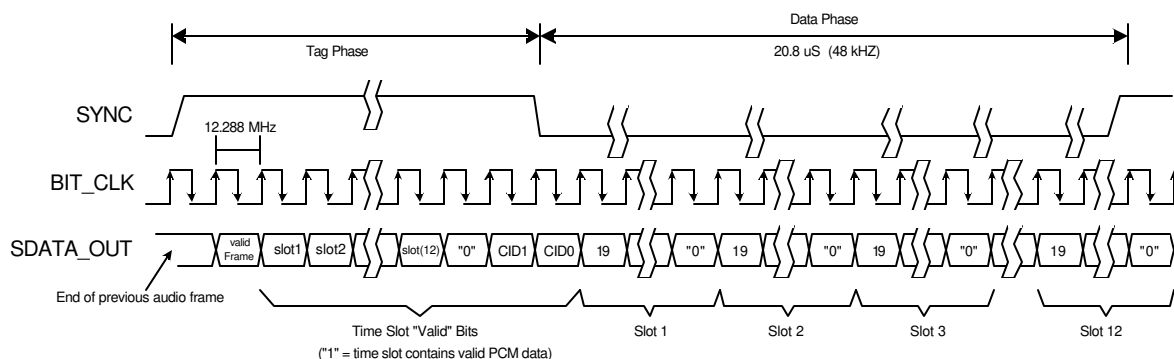 Tag Phase
Data Phase
20.8 uS (48 kHZ)
SYNC
12.288 MHz
BIT_CLK
SDATA_OUT
valid
Frame
slot1
slot2
slot(12)
"0"
CID1
CID0
19
"0"
19
"0"
19
"0"
19
"0"
End of previous audio frame
Time Slot "Valid" Bits
("1" = time slot contains valid PCM data)
Slot 1
Slot 2
Slot 3
Slot 12